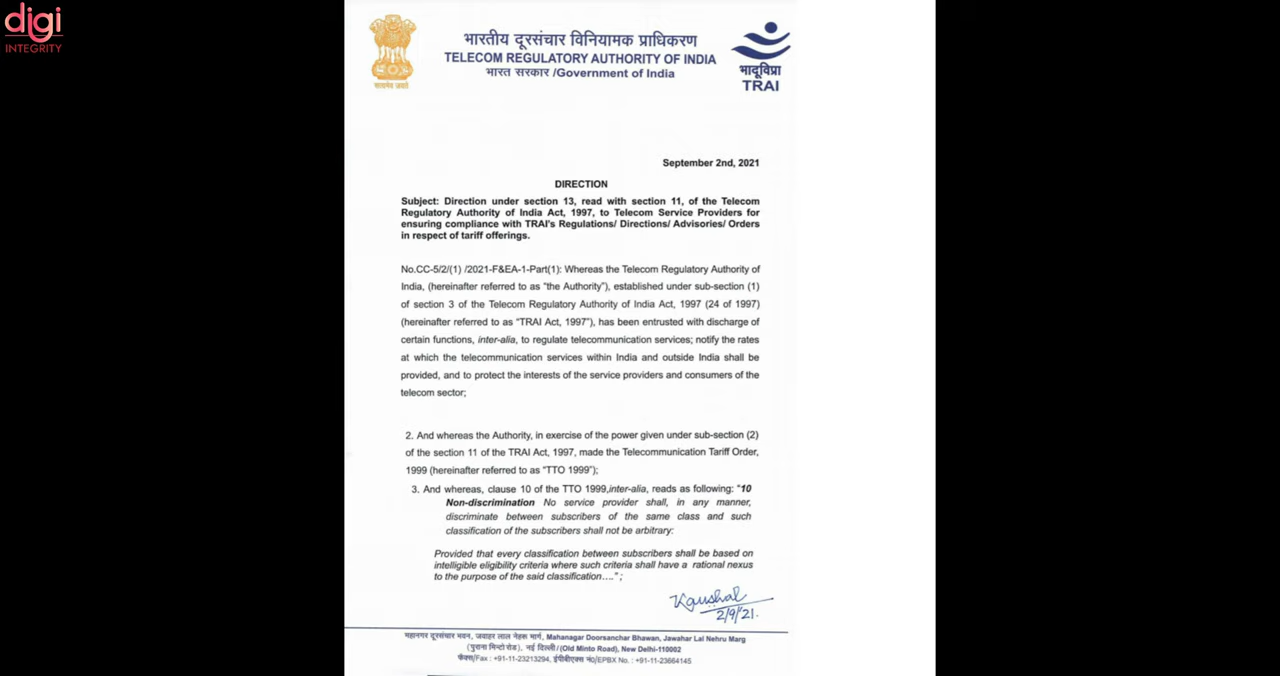 digi
INTEGRITY
भारतीय दूरसंचार विनियामक प्राधिकरण
TELECOM REGULATORY AUTHORITY OF INDIA
भारत सरकार /Government of India
सत्यमेव जयते
भादूविप्रा
TRAI
September 2nd, 2021
DIRECTION
Subject: Direction under section 13, read with section 11, of the Telecom
Regulatory Authority of India Act, 1997, to Telecom Service Providers for
ensuring compliance with TRAI's Regulations/ Directions/ Advisories/ Orders
in respect of tariff offerings.
No.CC-5/2/(1) /2021-F&EA-1-Part(1): Whereas the Telecom Regulatory Authority of
India, (hereinafter referred to as “the Authority”), established under sub-section (1)
of section 3 of the Telecom Regulatory Authority of India Act, 1997 (24 of 1997)
(hereinafter referred to as “TRAI Act, 1997”), has been entrusted with discharge of
certain functions, inter-alia, to regulate telecommunication services; notify the rates
at which the telecommunication services within India and outside India shall be
provided, and to protect the interests of the service providers and consumers of the
telecom sector;
2. And whereas the Authority, in exercise of the power given under sub-section (2)
of the section 11 of the TRAI Act, 1997, made the Telecommunication Tariff Order,
1999 (hereinafter referred to as “TTO 1999”);
3. And whereas, clause 10 of the TTO 1999,inter-alia, reads as following: “10
Non-discrimination No service provider shall, in any manner,
discriminate between subscribers of the same class and such
classification of the subscribers shall not be arbitrary:
Provided that every classification between subscribers shall be based on
intelligible eligibility criteria where such criteria shall have a rational nexus
to the purpose of the said classification....” ;
Kaushal
2/9/'21.
महानगर दूरसंचार भवन, जवाहर लाल नेहरू मार्ग, Mahanagar Doorsanchar Bhawan, Jawahar Lal Nehru Marg
(पुराना मिन्टो रोड), नई दिल्ली/(Old Minto Road), New Delhi-110002
फैक्स/Fax : +91-11-23213294, ईपीबीएक्स नं0/EPBX No. : +91-11-23664145